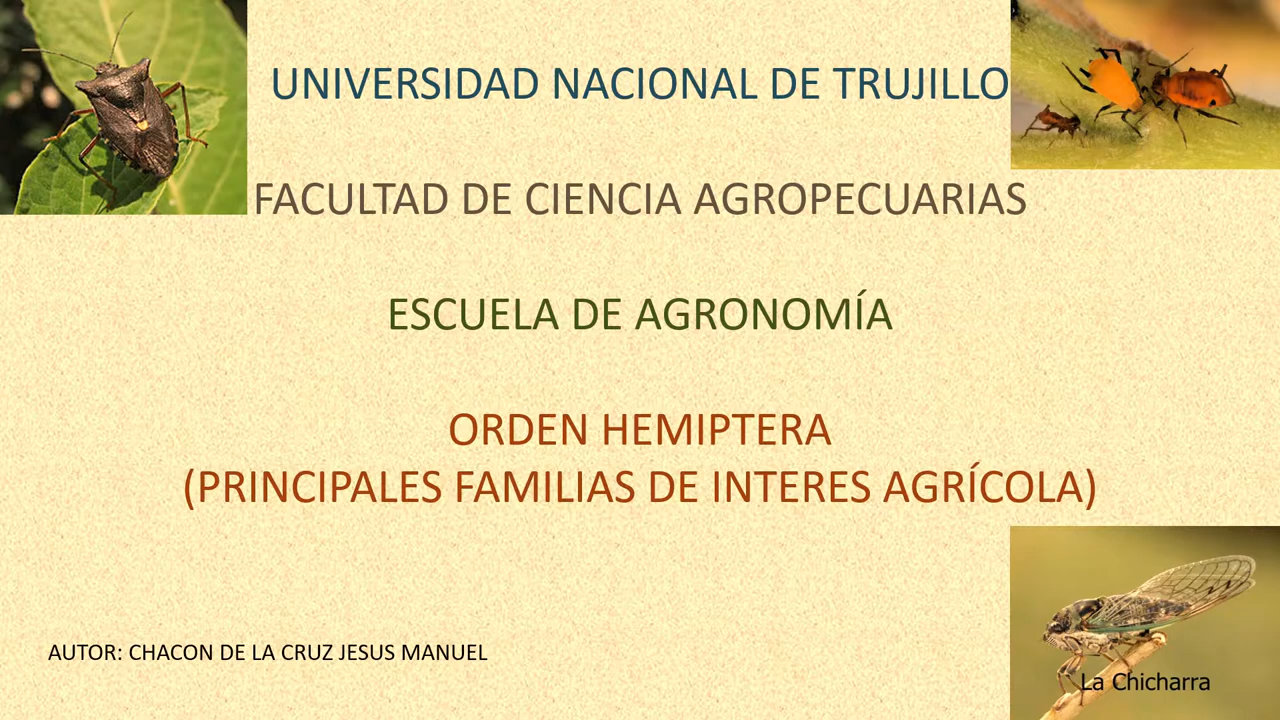 UNIVERSIDAD NACIONAL DE TRUJILLO
FACULTAD DE CIENCIA AGROPECUARIAS
ESCUELA DE AGRONOMÍA
ORDEN HEMIPTERA
(PRINCIPALES FAMILIAS DE INTERES AGRÍCOLA)
AUTOR: CHACON DE LA CRUZ JESUS MANUEL
La Chicharra